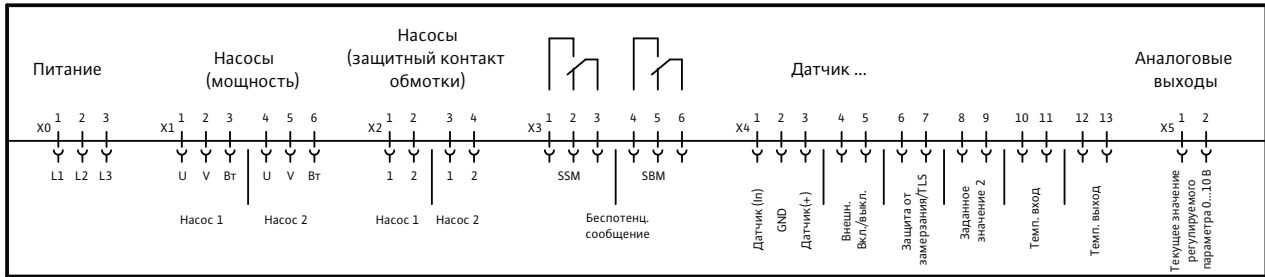 Питание
Насосы
(мощность)
Насосы
(защитный контакт
обмотки)
Датчик ...
Аналоговые
выходы
X0 1 2 3
X1 1 2 3 4 5 6
X2 1 2 3 4
X3 1 2 3 4 5 6
X4 1 2 3 4 5 6 7 8 9 10 11 12 13
X5 1 2
L1 L2 L3
U V Вт U V Вт
1 2 1 2
SSM SBM
Насос 1 Насос 2
Насос 1 Насос 2
Беспотенц.
сообщение
Датчик (In)
GND
Датчик(+)
Внешн.
Вкл./выкл.
Защита от
замерзания/TLS
Заданное
значение 2
Темп. вход
Темп. выход
Текущее значение
регулируемого
параметра 0...10 В